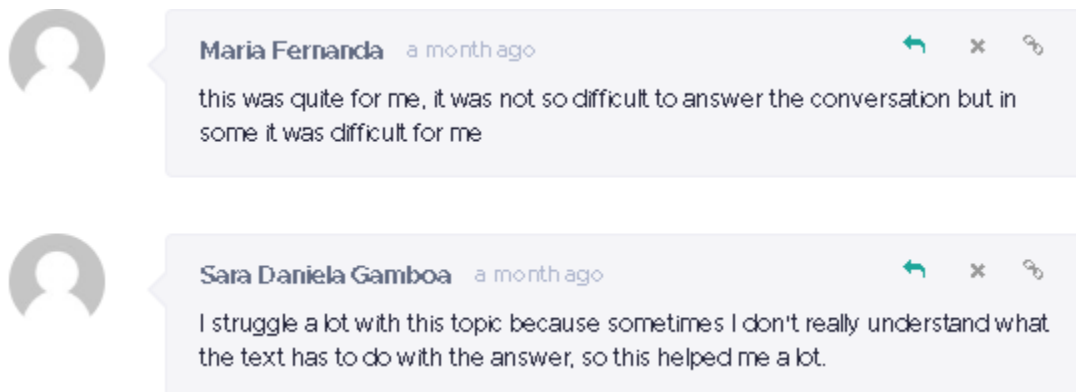 Maria Fernanda a month ago
this was quite for me, it was not so difficult to answer the conversation but in
some it was difficult for me
Sara Daniela Gamboa a month ago
I struggle a lot with this topic because sometimes I don't really understand what
the text has to do with the answer, so this helped me a lot.